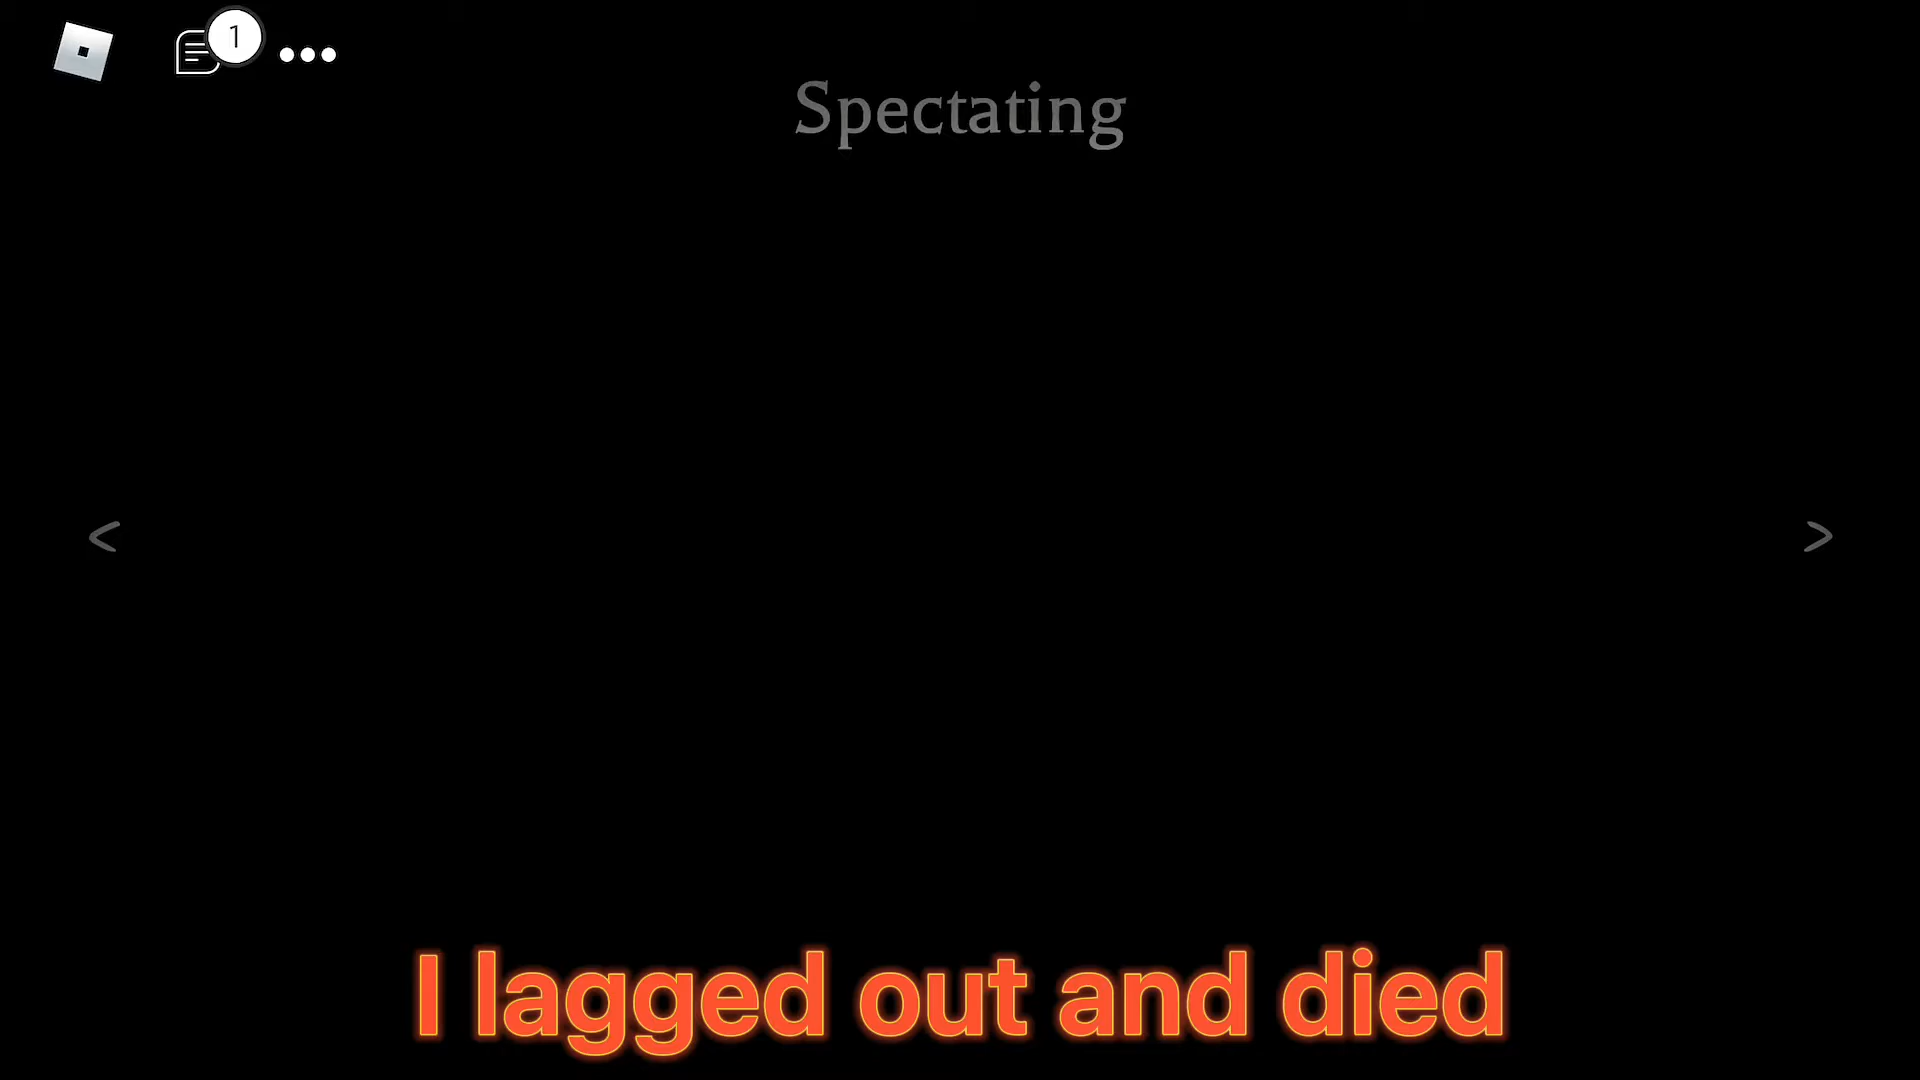 1
Spectating
< >
I lagged out and died